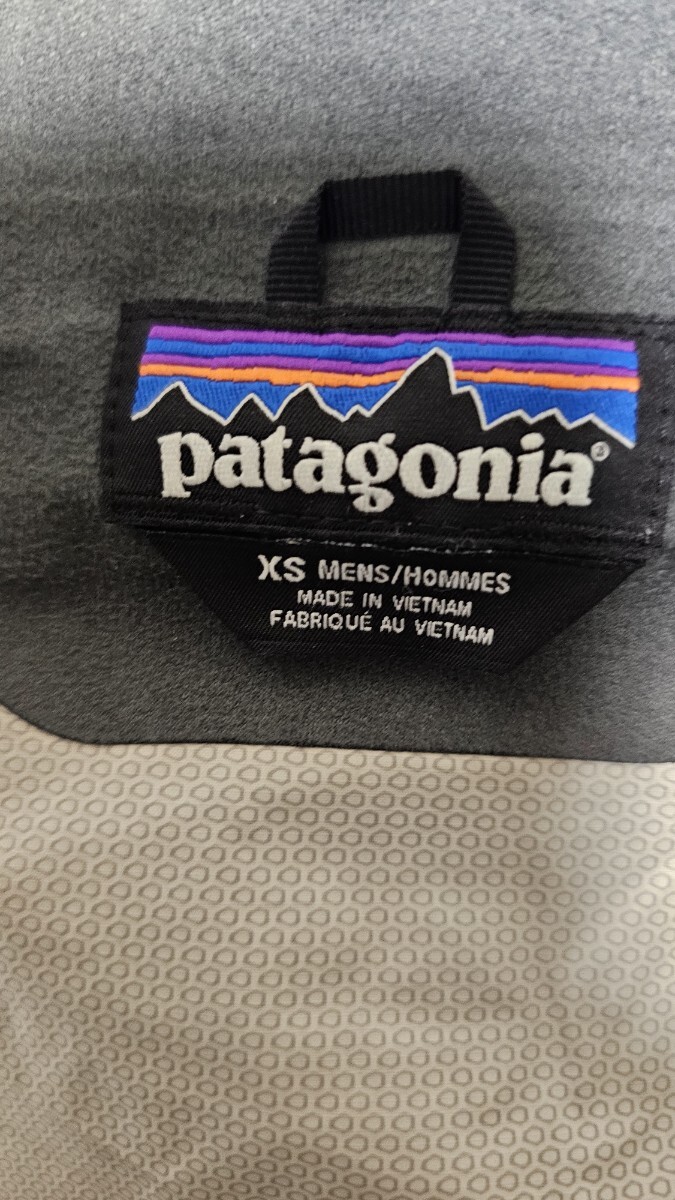 patagonia®
XS MENS/HOMMES
MADE IN VIETNAM
FABRIQUÉ AU VIETNAM